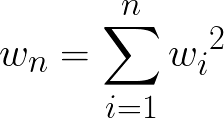 $w_n = \sum_{i=1}^{n} {w_i}^2$